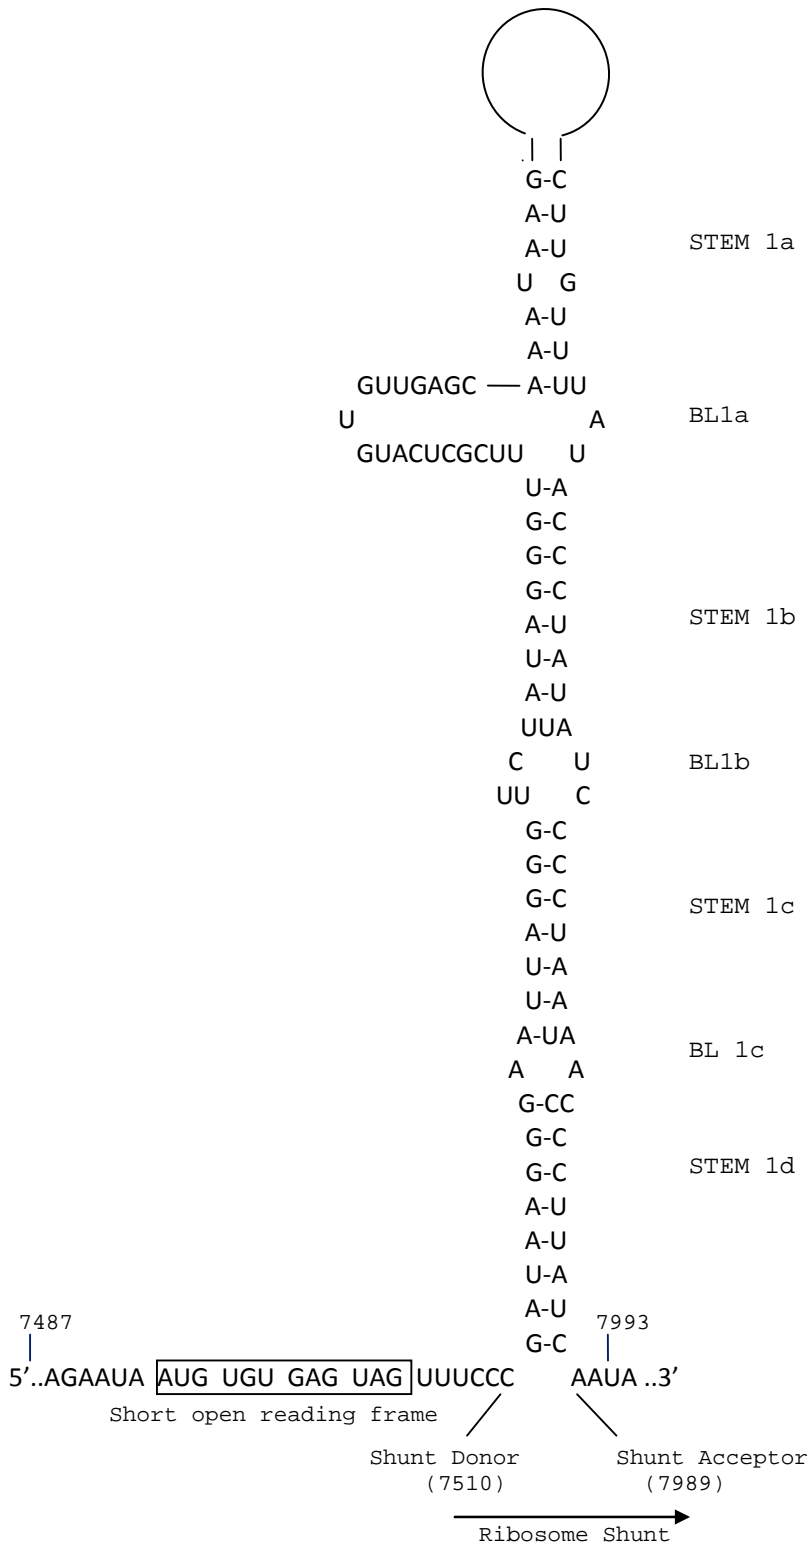 G-C
A-U
A-U STEM 1a
U G
A-U
A-U
GUUGAGC — A-UU
U A BL1a
GUACUCGCUU U
U-A
G-C
G-C
G-C
A-U STEM 1b
U-A
A-U
UUA
C U BL1b
UU C
G-C
G-C
G-C STEM 1c
A-U
U-A
U-A
A-UA
A A BL 1c
G-CC
G-C
G-C STEM 1d
A-U
A-U
U-A
A-U
7487 7993
G-C
5’..AGAAUA AUG UGU GAG UAG UUUCCC AAUA ..3’
Short open reading frame
Shunt Donor Shunt Acceptor
(7510) (7989)
Ribosome Shunt